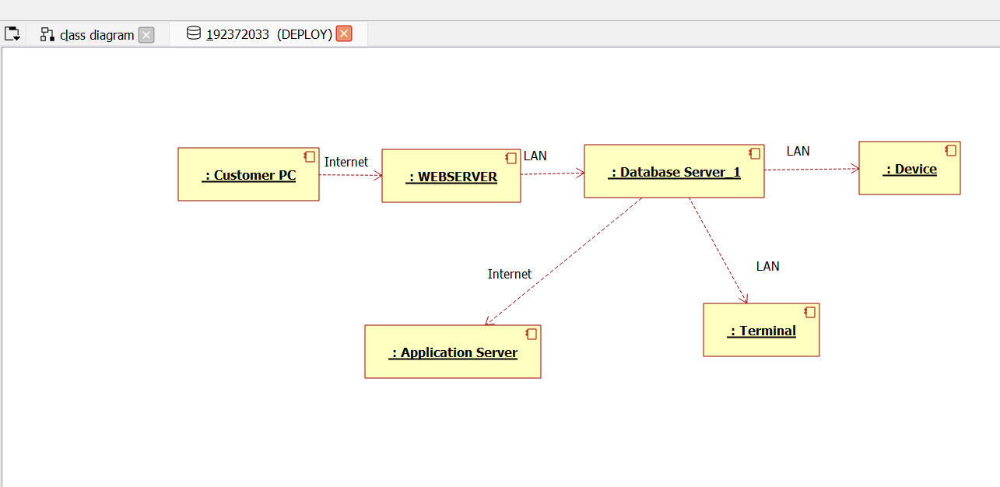 class diagram
192372033 (DEPLOY)
: Customer PC
Internet
: WEBSERVER
LAN
: Database Server_1
LAN
: Device
Internet
LAN
: Application Server
: Terminal